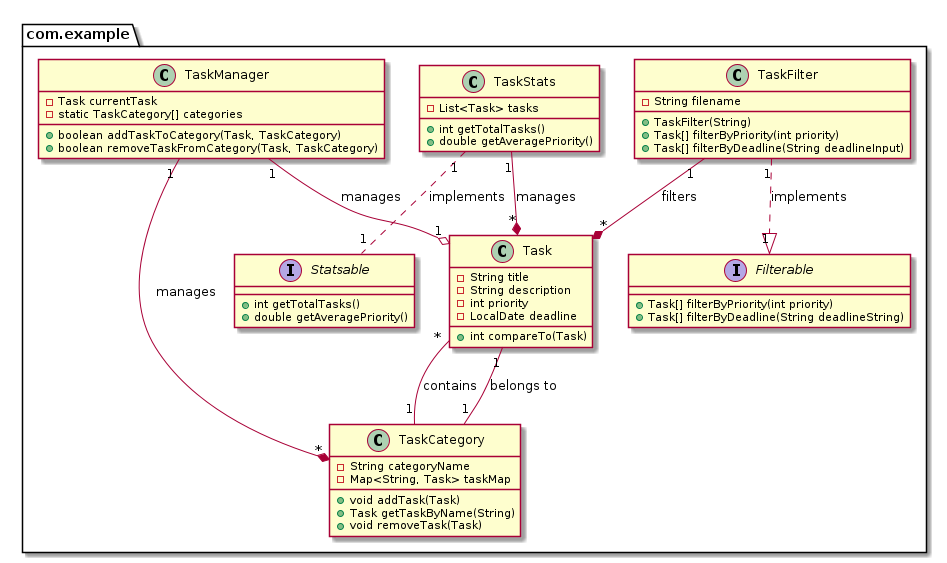 com.example
C TaskManager
Task currentTask
static TaskCategory[] categories
boolean addTaskToCategory(Task, TaskCategory)
boolean removeTaskFromCategory(Task, TaskCategory)
C TaskStats
List<Task> tasks
int getTotalTasks()
double getAveragePriority()
C TaskFilter
String filename
TaskFilter(String)
Task[] filterByPriority(int priority)
Task[] filterByDeadline(String deadlineInput)
1 1 1 1 1 1
manages implements manages filters implements
1 1 * * 1
I Statsable
int getTotalTasks()
double getAveragePriority()
C Task
String title
String description
int priority
LocalDate deadline
int compareTo(Task)
I Filterable
Task[] filterByPriority(int priority)
Task[] filterByDeadline(String deadlineString)
manages
* 1
contains belongs to
1 1
*
C TaskCategory
String categoryName
Map<String, Task> taskMap
void addTask(Task)
Task getTaskByName(String)
void removeTask(Task)